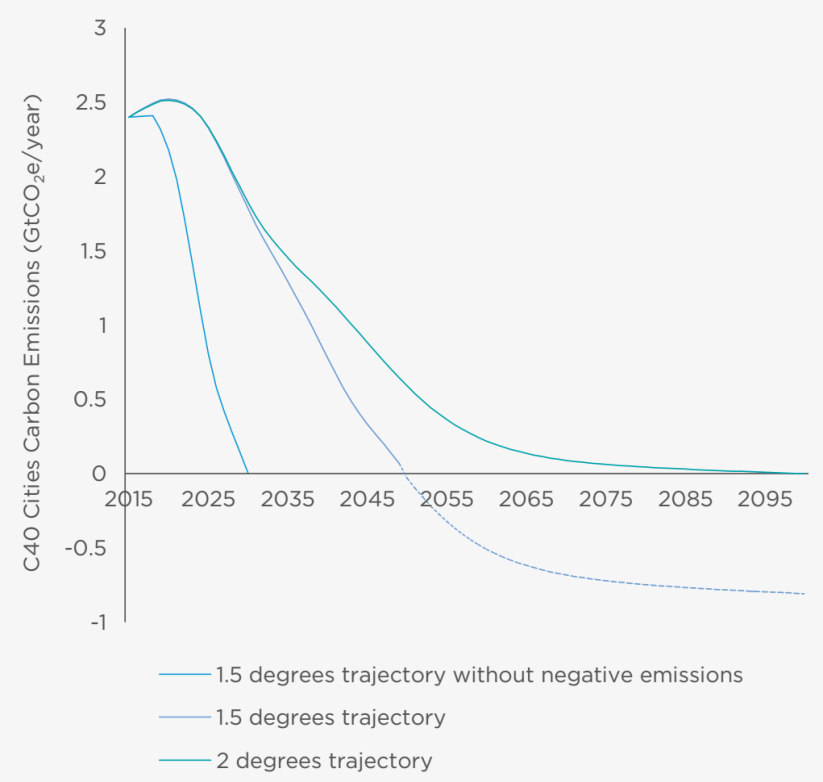 3
2.5
2
1.5
1
0.5
0
-0.5
-1
C40 Cities Carbon Emissions (GtCO₂e/year)
2015 2025 2035 2045 2055 2065 2075 2085 2095
1.5 degrees trajectory without negative emissions
1.5 degrees trajectory
2 degrees trajectory